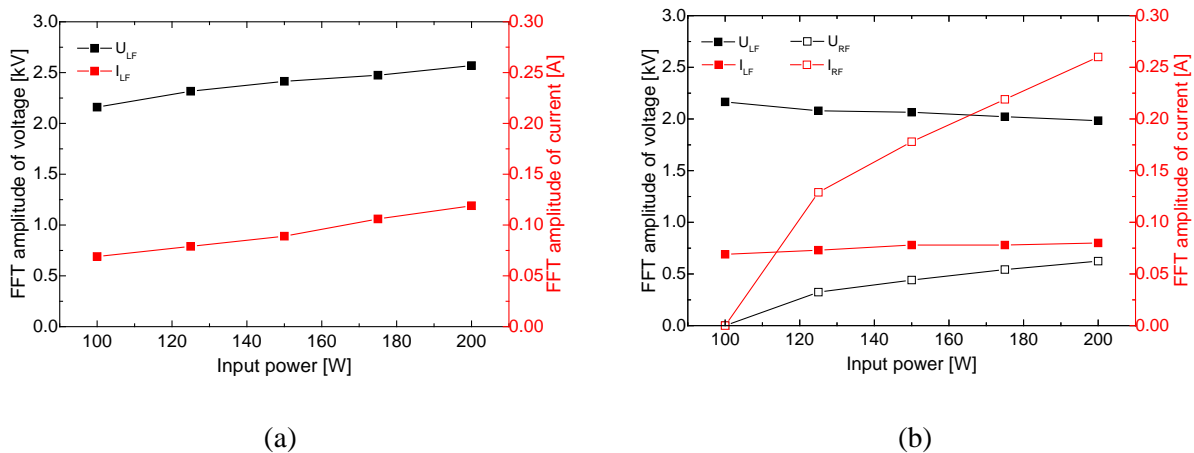 3.0
2.5
2.0
1.5
1.0
0.5
0.0
FFT amplitude of voltage [kV]
U_LF
I_LF
0.30
0.25
0.20
0.15
0.10
0.05
0.00
FFT amplitude of current [A]
100 120 140 160 180 200
Input power [W]
(a)
3.0
2.5
2.0
1.5
1.0
0.5
0.0
FFT amplitude of voltage [kV]
U_LF U_RF
I_LF I_RF
0.30
0.25
0.20
0.15
0.10
0.05
0.00
FFT amplitude of current [A]
100 120 140 160 180 200
Input power [W]
(b)